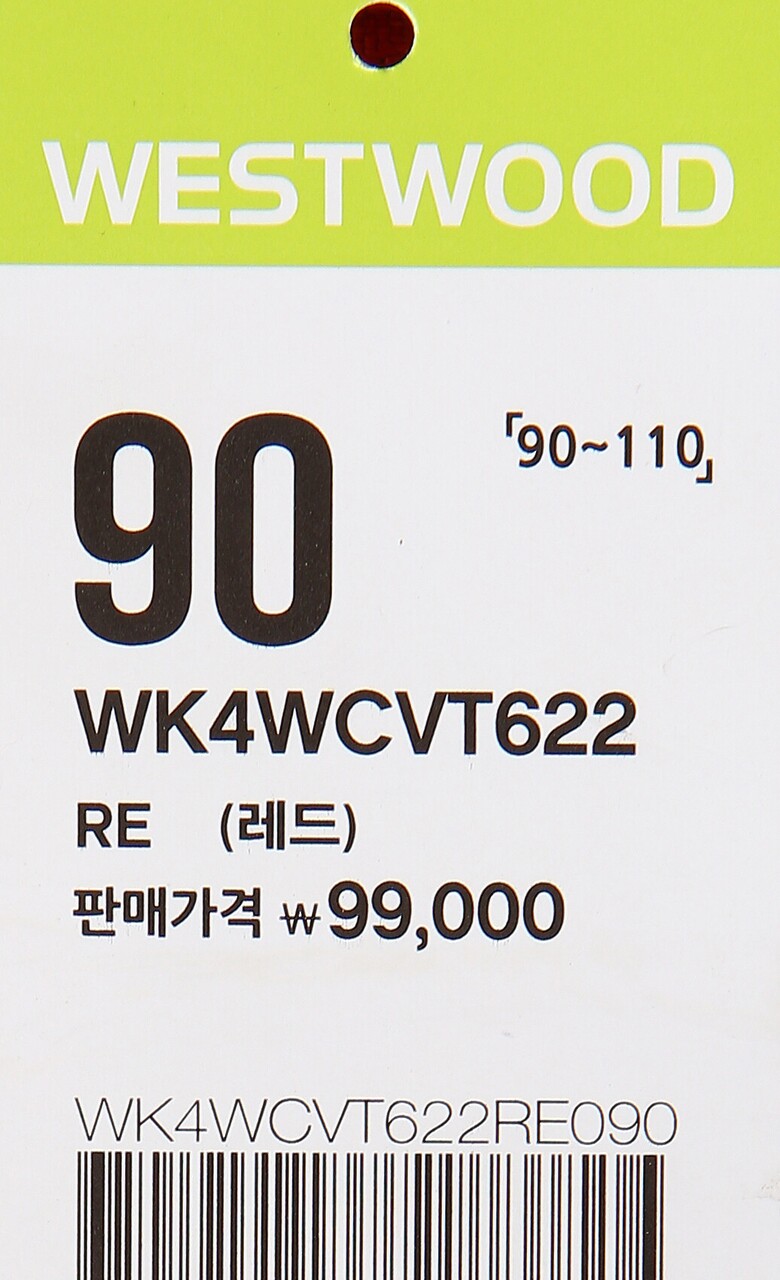 WESTWOOD
90
「90~110」
WK4WCVT622
RE (레드)
판매가격 ₩99,000
WK4WCVT622RE090